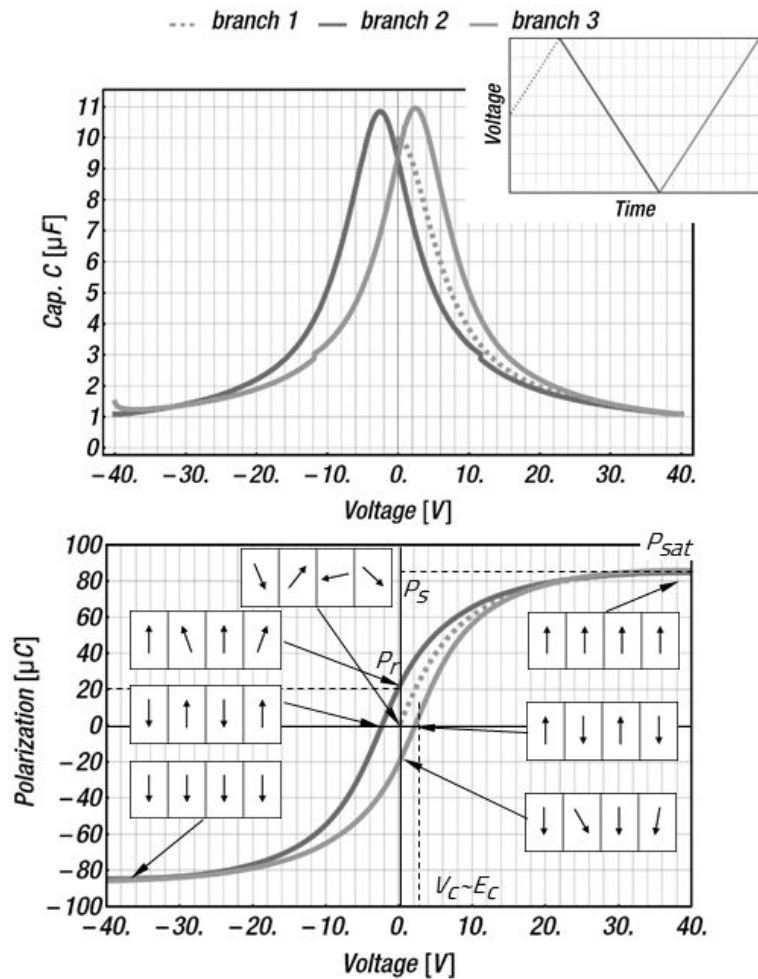 branch 1 branch 2 branch 3
Voltage
Time
Cap. C [µF]
11
10
9
8
7
6
5
4
3
2
1
0
−40. −30. −20. −10. 0. 10. 20. 30. 40.
Voltage [V]
Polarization [µC]
100
80
60
40
20
0
−20
−40
−60
−80
−100
P_sat
P_s
P_r
V_c~E_c
−40. −30. −20. −10. 0. 10. 20. 30. 40.
Voltage [V]